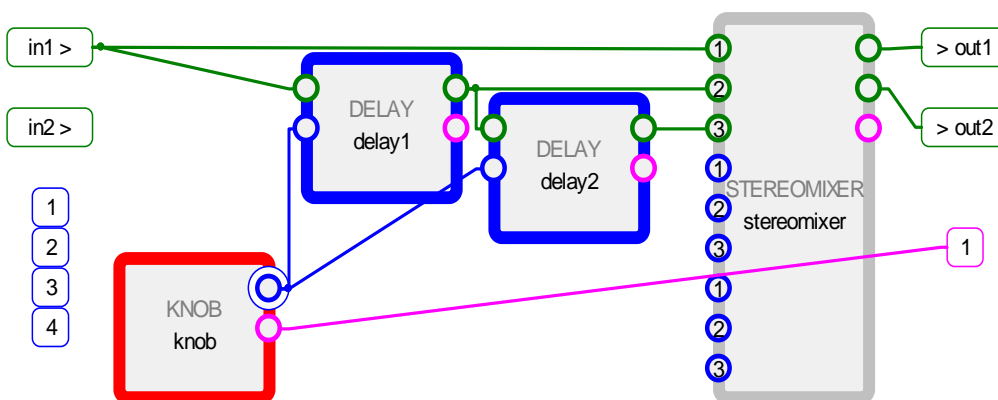 in1 >
in2 >
1
2
3
4
KNOB
knob
DELAY
delay1
DELAY
delay2
1
2
3
1
2
3
1
2
3
STEREOMIXER
stereomixer
> out1
> out2
1